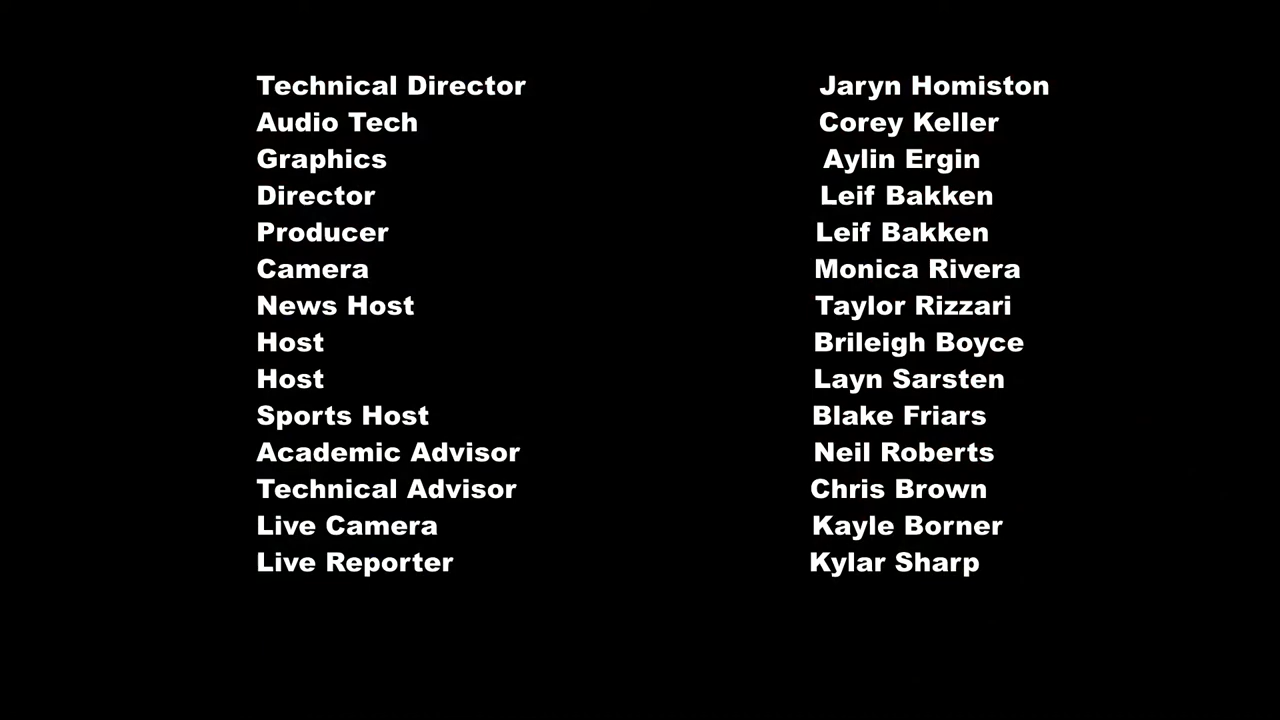 Technical Director Jaryn Homiston
Audio Tech Corey Keller
Graphics Aylin Ergin
Director Leif Bakken
Producer Leif Bakken
Camera Monica Rivera
News Host Taylor Rizzari
Host Brileigh Boyce
Host Layn Sarsten
Sports Host Blake Friars
Academic Advisor Neil Roberts
Technical Advisor Chris Brown
Live Camera Kayle Borner
Live Reporter Kylar Sharp